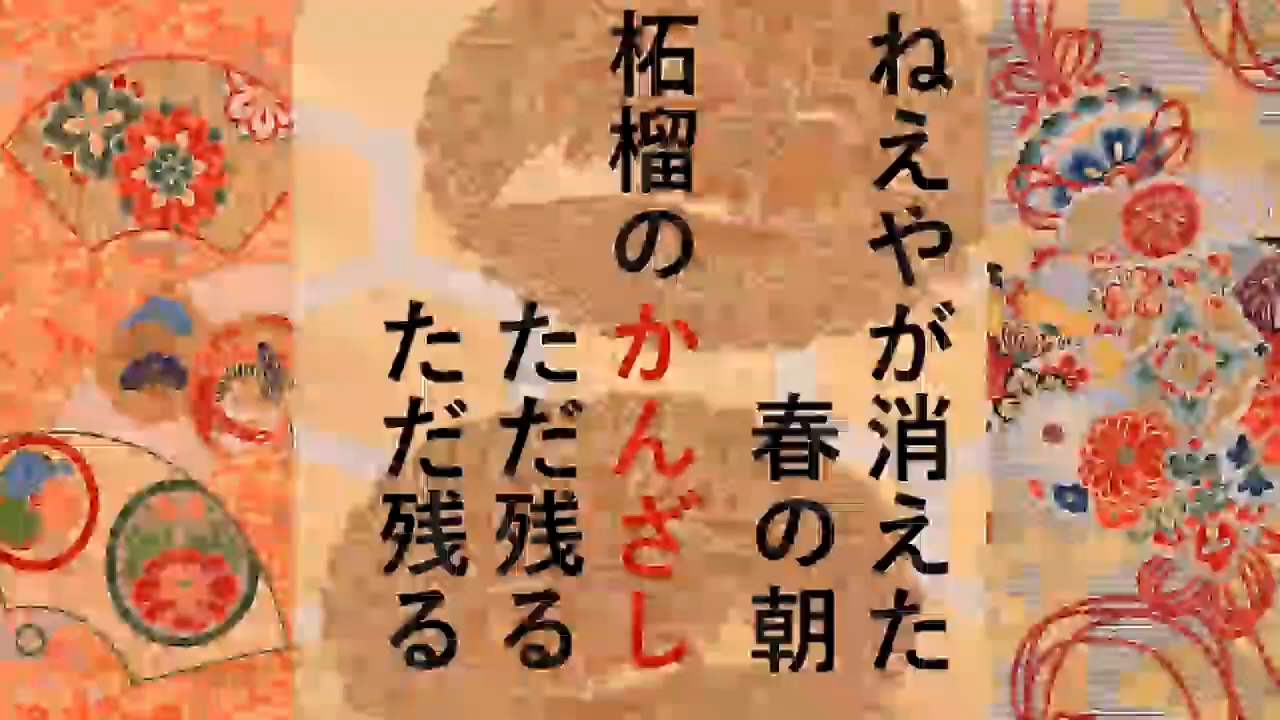 ねえやが消えた
春の朝
柘榴のかんざし
ただ残る
ただ残る